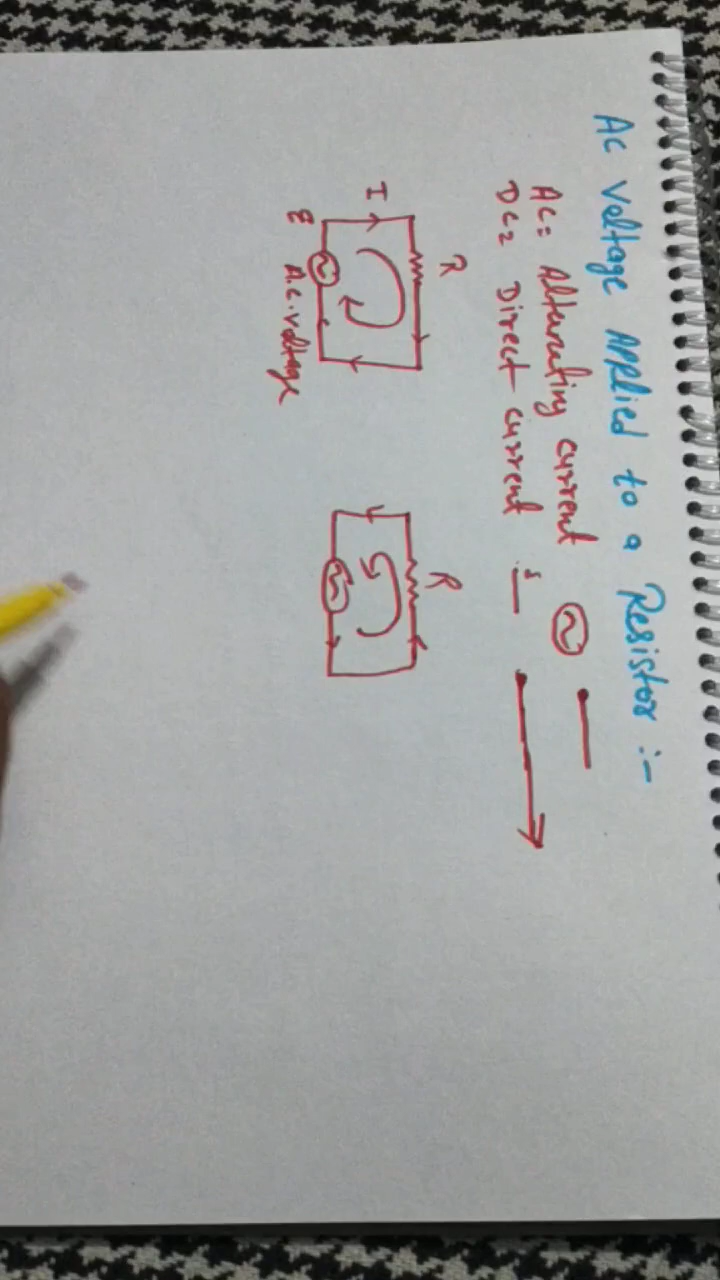 AC Voltage Applied to a Resistor :-
AC = Alternating current
DC = Direct current
R
I
E
A.C. Voltage
R